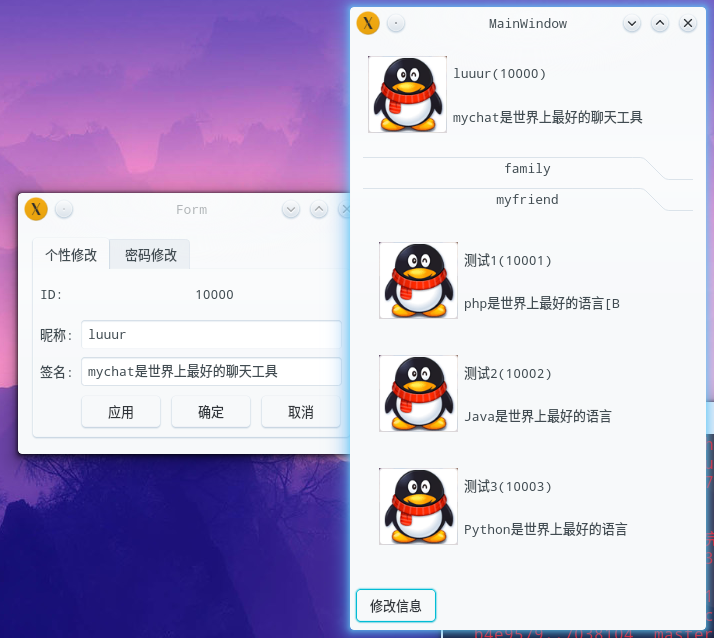 MainWindow
luuur(10000)
mychat是世界上最好的聊天工具
family
myfriend
测试1(10001)
php是世界上最好的语言[B
测试2(10002)
Java是世界上最好的语言
测试3(10003)
Python是世界上最好的语言
修改信息
Form
个性修改 密码修改
ID: 10000
昵称: luuur
签名: mychat是世界上最好的聊天工具
应用 确定 取消